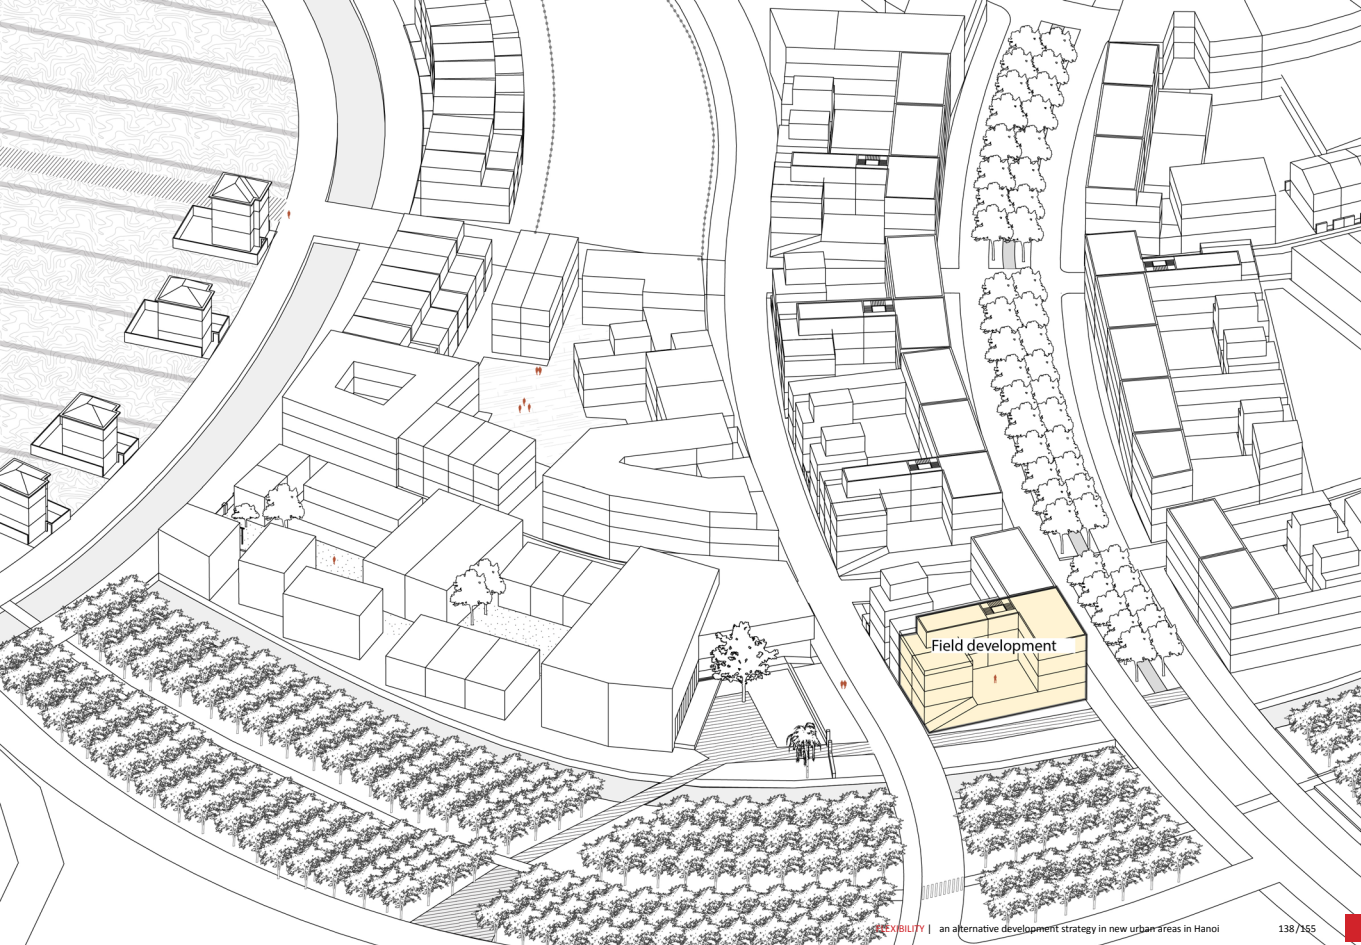 Field development
FLEXIBILITY | an alternative development strategy in new urban areas in Hanoi 138/155